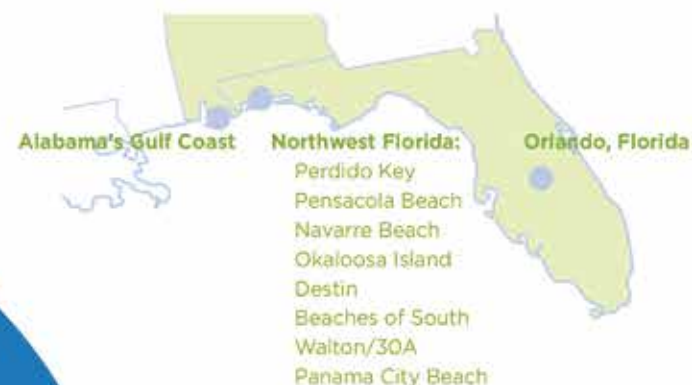 Alabama's Gulf Coast
Northwest Florida:
Perdido Key
Pensacola Beach
Navarre Beach
Okaloosa Island
Destin
Beaches of South
Walton/30A
Panama City Beach
Orlando, Florida